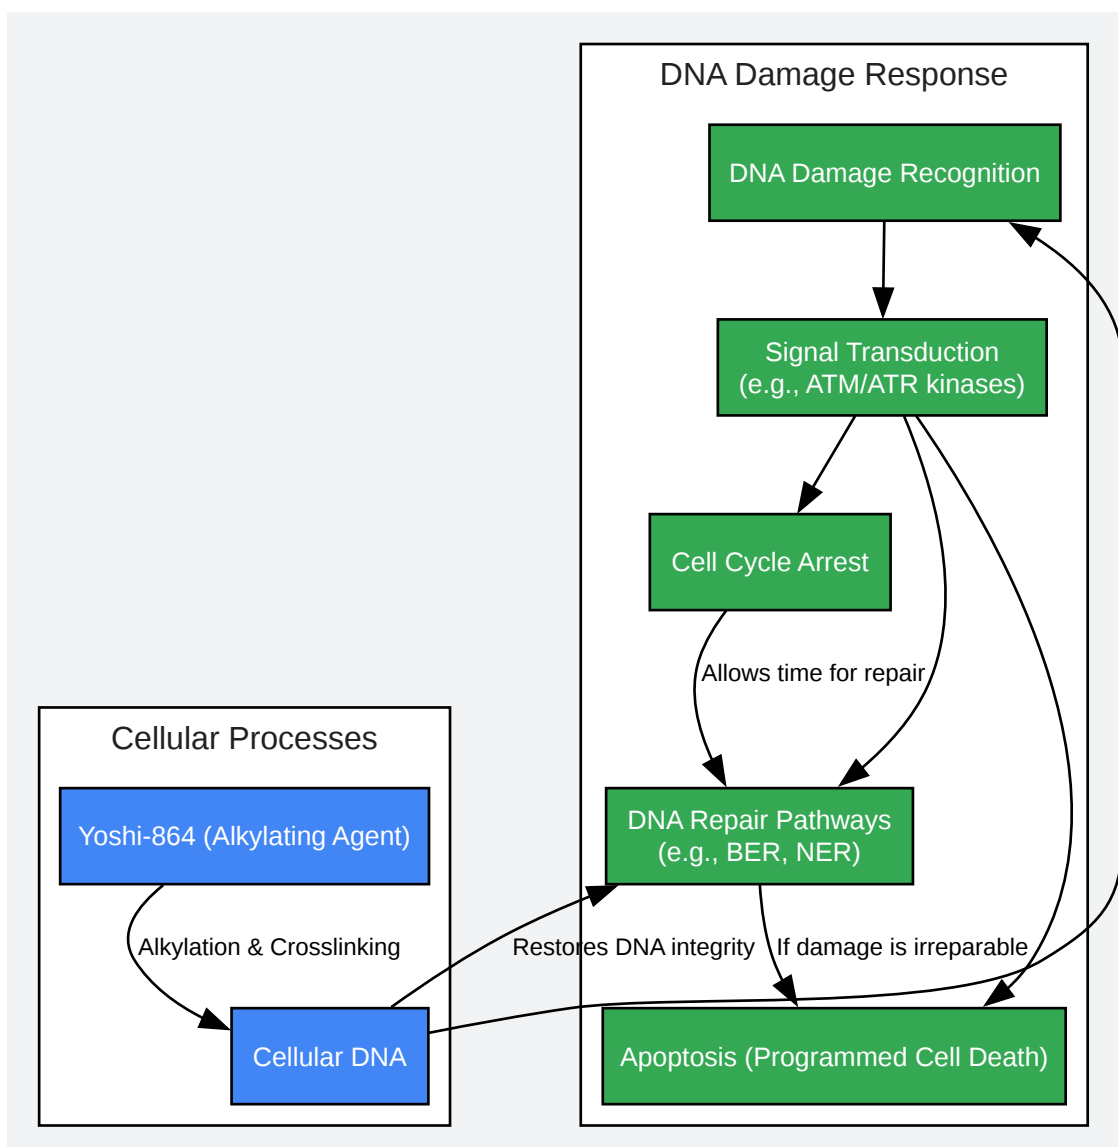 DNA Damage Response
DNA Damage Recognition
Signal Transduction
(e.g., ATM/ATR kinases)
Cell Cycle Arrest
Allows time for repair
Cellular Processes
Yoshi-864 (Alkylating Agent)
DNA Repair Pathways
(e.g., BER, NER)
Alkylation & Crosslinking
Restores DNA integrity
If damage is irreparable
Cellular DNA
Apoptosis (Programmed Cell Death)